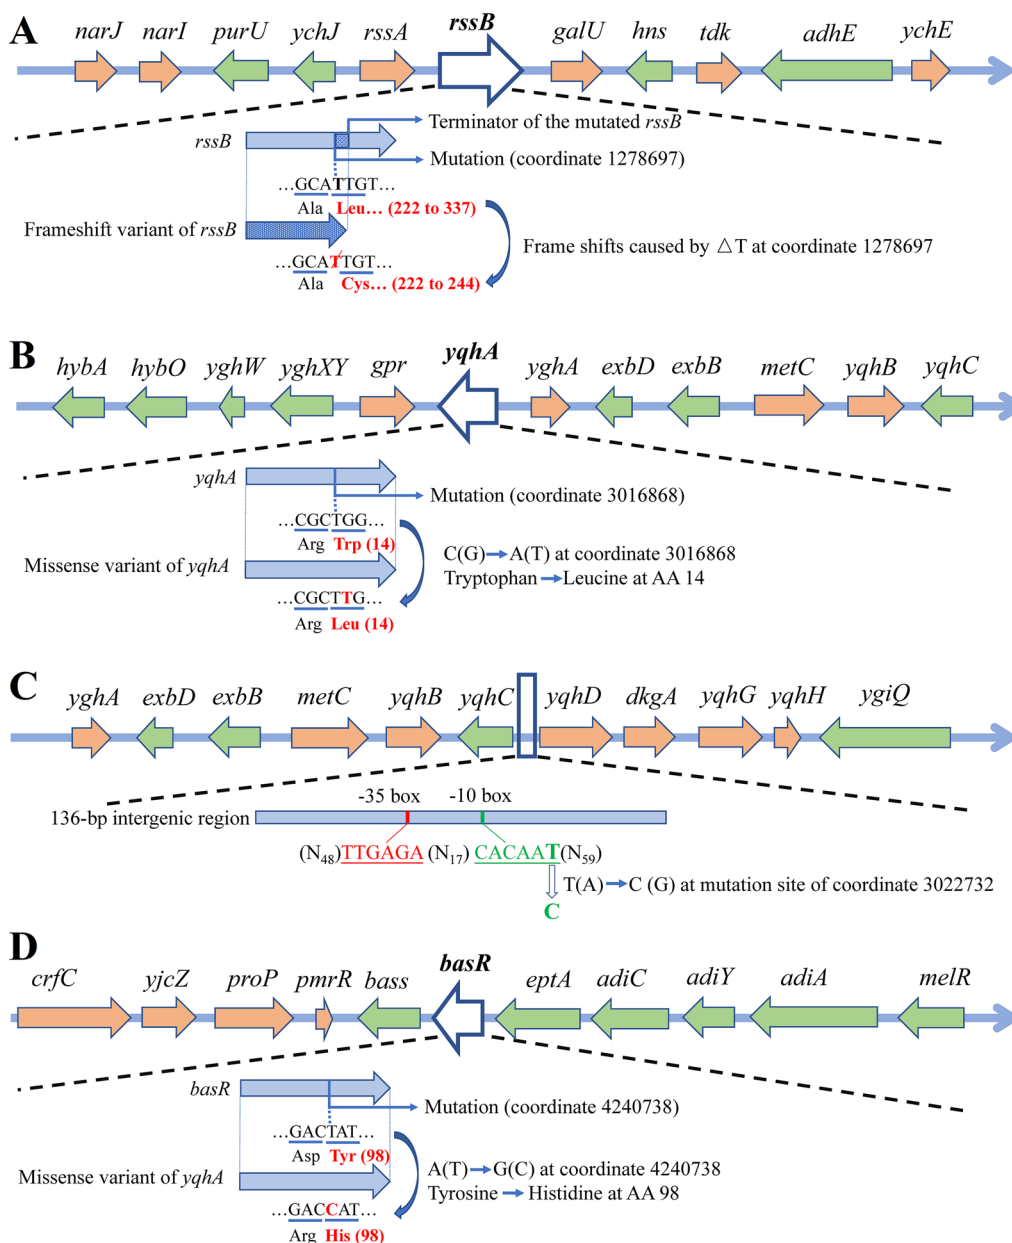 A
narJ narI purU ychJ rssA rssB galU hns tdk adhE ychE
Terminator of the mutated rssB
rssB
Mutation (coordinate 1278697)
…GCATTGT…
Ala Leu… (222 to 337)
Frameshift variant of rssB
Frame shifts caused by △T at coordinate 1278697
…GCATTGT…
Ala Cys… (222 to 244)
B
hybA hybO yghW yghXY gpr yqhA yghA exbD exbB metC yqhB yqhC
yqhA
Mutation (coordinate 3016868)
…CGCTGG…
Arg Trp (14)
C(G)→A(T) at coordinate 3016868
Missense variant of yqhA
Tryptophan→Leucine at AA 14
…CGCTTG…
Arg Leu (14)
C
yghA exbD exbB metC yqhB yqhC yqhD dkgA yqhG yqhH ygiQ
-35 box -10 box
136-bp intergenic region
(N48)TTGAGA(N17) CACAAT(N59)
T(A)→C (G) at mutation site of coordinate 3022732
C
D
crfC yjcZ proP pmrR bass basR eptA adiC adiY adiA melR
basR
Mutation (coordinate 4240738)
…GACTAT…
Asp Tyr (98)
A(T)→G(C) at coordinate 4240738
Missense variant of yqhA
Tyrosine→Histidine at AA 98
…GACCAT…
Arg His (98)